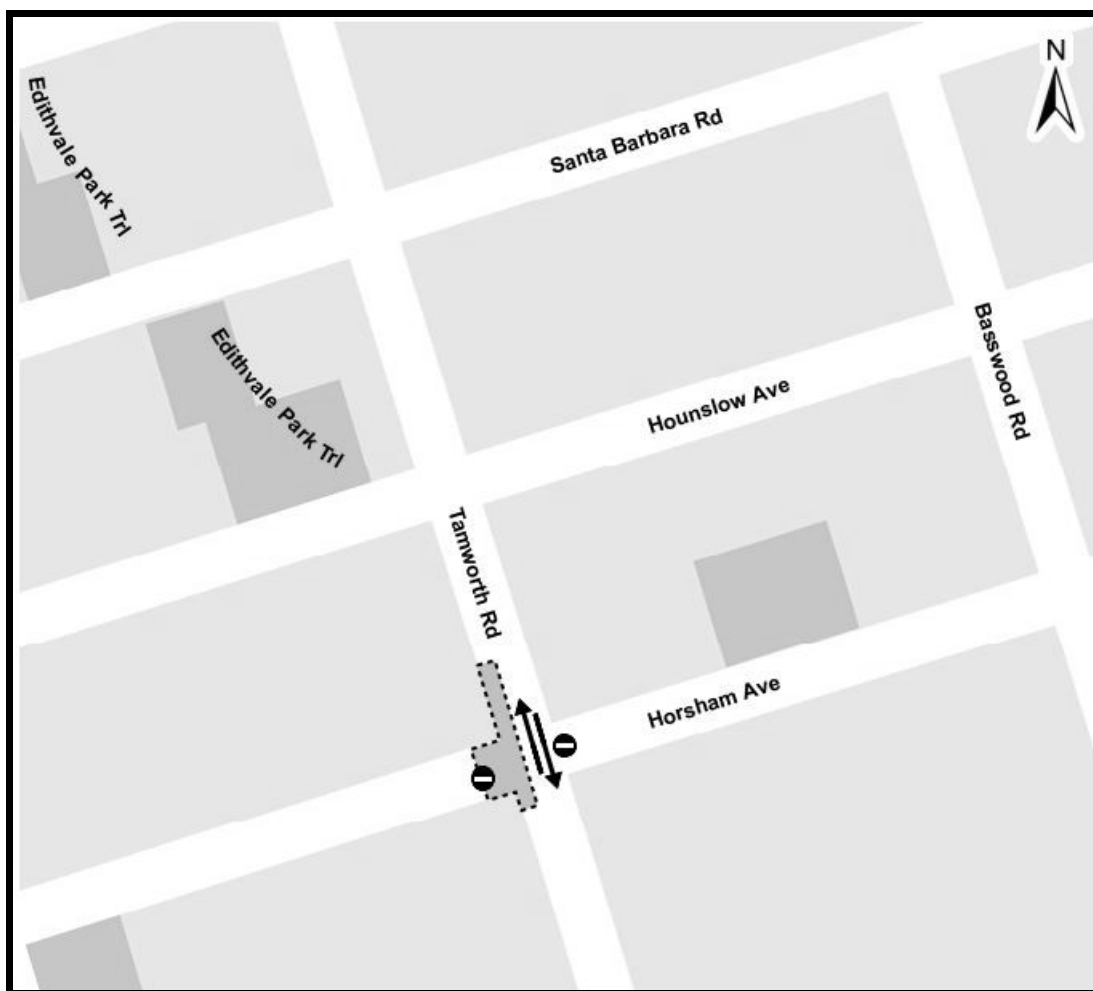 N
Edithvale Park Trl
Santa Barbara Rd
Edithvale Park Trl
Hounslow Ave
Basswood Rd
Tamworth Rd
Horsham Ave